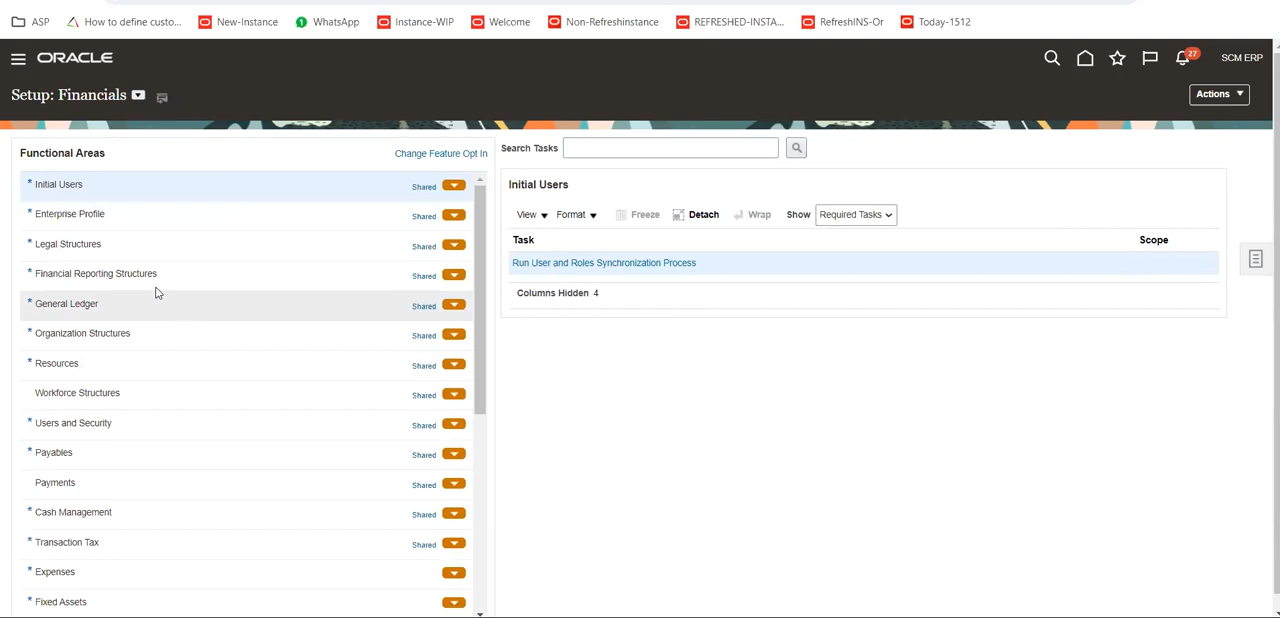 ASP How to define custo... New-Instance WhatsApp Instance-WIP Welcome Non-Refreshinstance REFRESHED-INSTA... RefreshINS-Or Today-1512
ORACLE 27 SCM ERP
Setup: Financials Actions
Functional Areas Change Feature Opt In
* Initial Users Shared
* Enterprise Profile Shared
* Legal Structures Shared
* Financial Reporting Structures Shared
* General Ledger Shared
* Organization Structures Shared
* Resources Shared
Workforce Structures Shared
* Users and Security Shared
* Payables Shared
Payments Shared
* Cash Management Shared
* Transaction Tax Shared
* Expenses
* Fixed Assets
Search Tasks
Initial Users
View Format Freeze Detach Wrap Show Required Tasks
Task Scope
Run User and Roles Synchronization Process
Columns Hidden 4